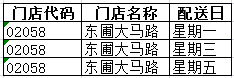 门店代码 门店名称 配送日
02058 东圃大马路 星期一
02058 东圃大马路 星期三
02058 东圃大马路 星期五